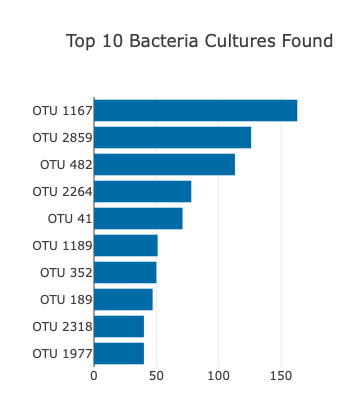 Top 10 Bacteria Cultures Found
OTU 1167
OTU 2859
OTU 482
OTU 2264
OTU 41
OTU 1189
OTU 352
OTU 189
OTU 2318
OTU 1977
0 50 100 150